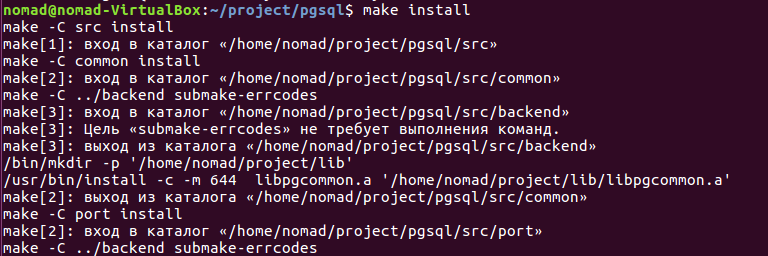 nomad@nomad-VirtualBox:~/project/pgsql$ make install
make -C src install
make[1]: вход в каталог «/home/nomad/project/pgsql/src»
make -C common install
make[2]: вход в каталог «/home/nomad/project/pgsql/src/common»
make -C ../backend submake-errcodes
make[3]: вход в каталог «/home/nomad/project/pgsql/src/backend»
make[3]: Цель «submake-errcodes» не требует выполнения команд.
make[3]: выход из каталога «/home/nomad/project/pgsql/src/backend»
/bin/mkdir -p '/home/nomad/project/lib'
/usr/bin/install -c -m 644  libpgcommon.a '/home/nomad/project/lib/libpgcommon.a'
make[2]: выход из каталога «/home/nomad/project/pgsql/src/common»
make -C port install
make[2]: вход в каталог «/home/nomad/project/pgsql/src/port»
make -C ../backend submake-errcodes